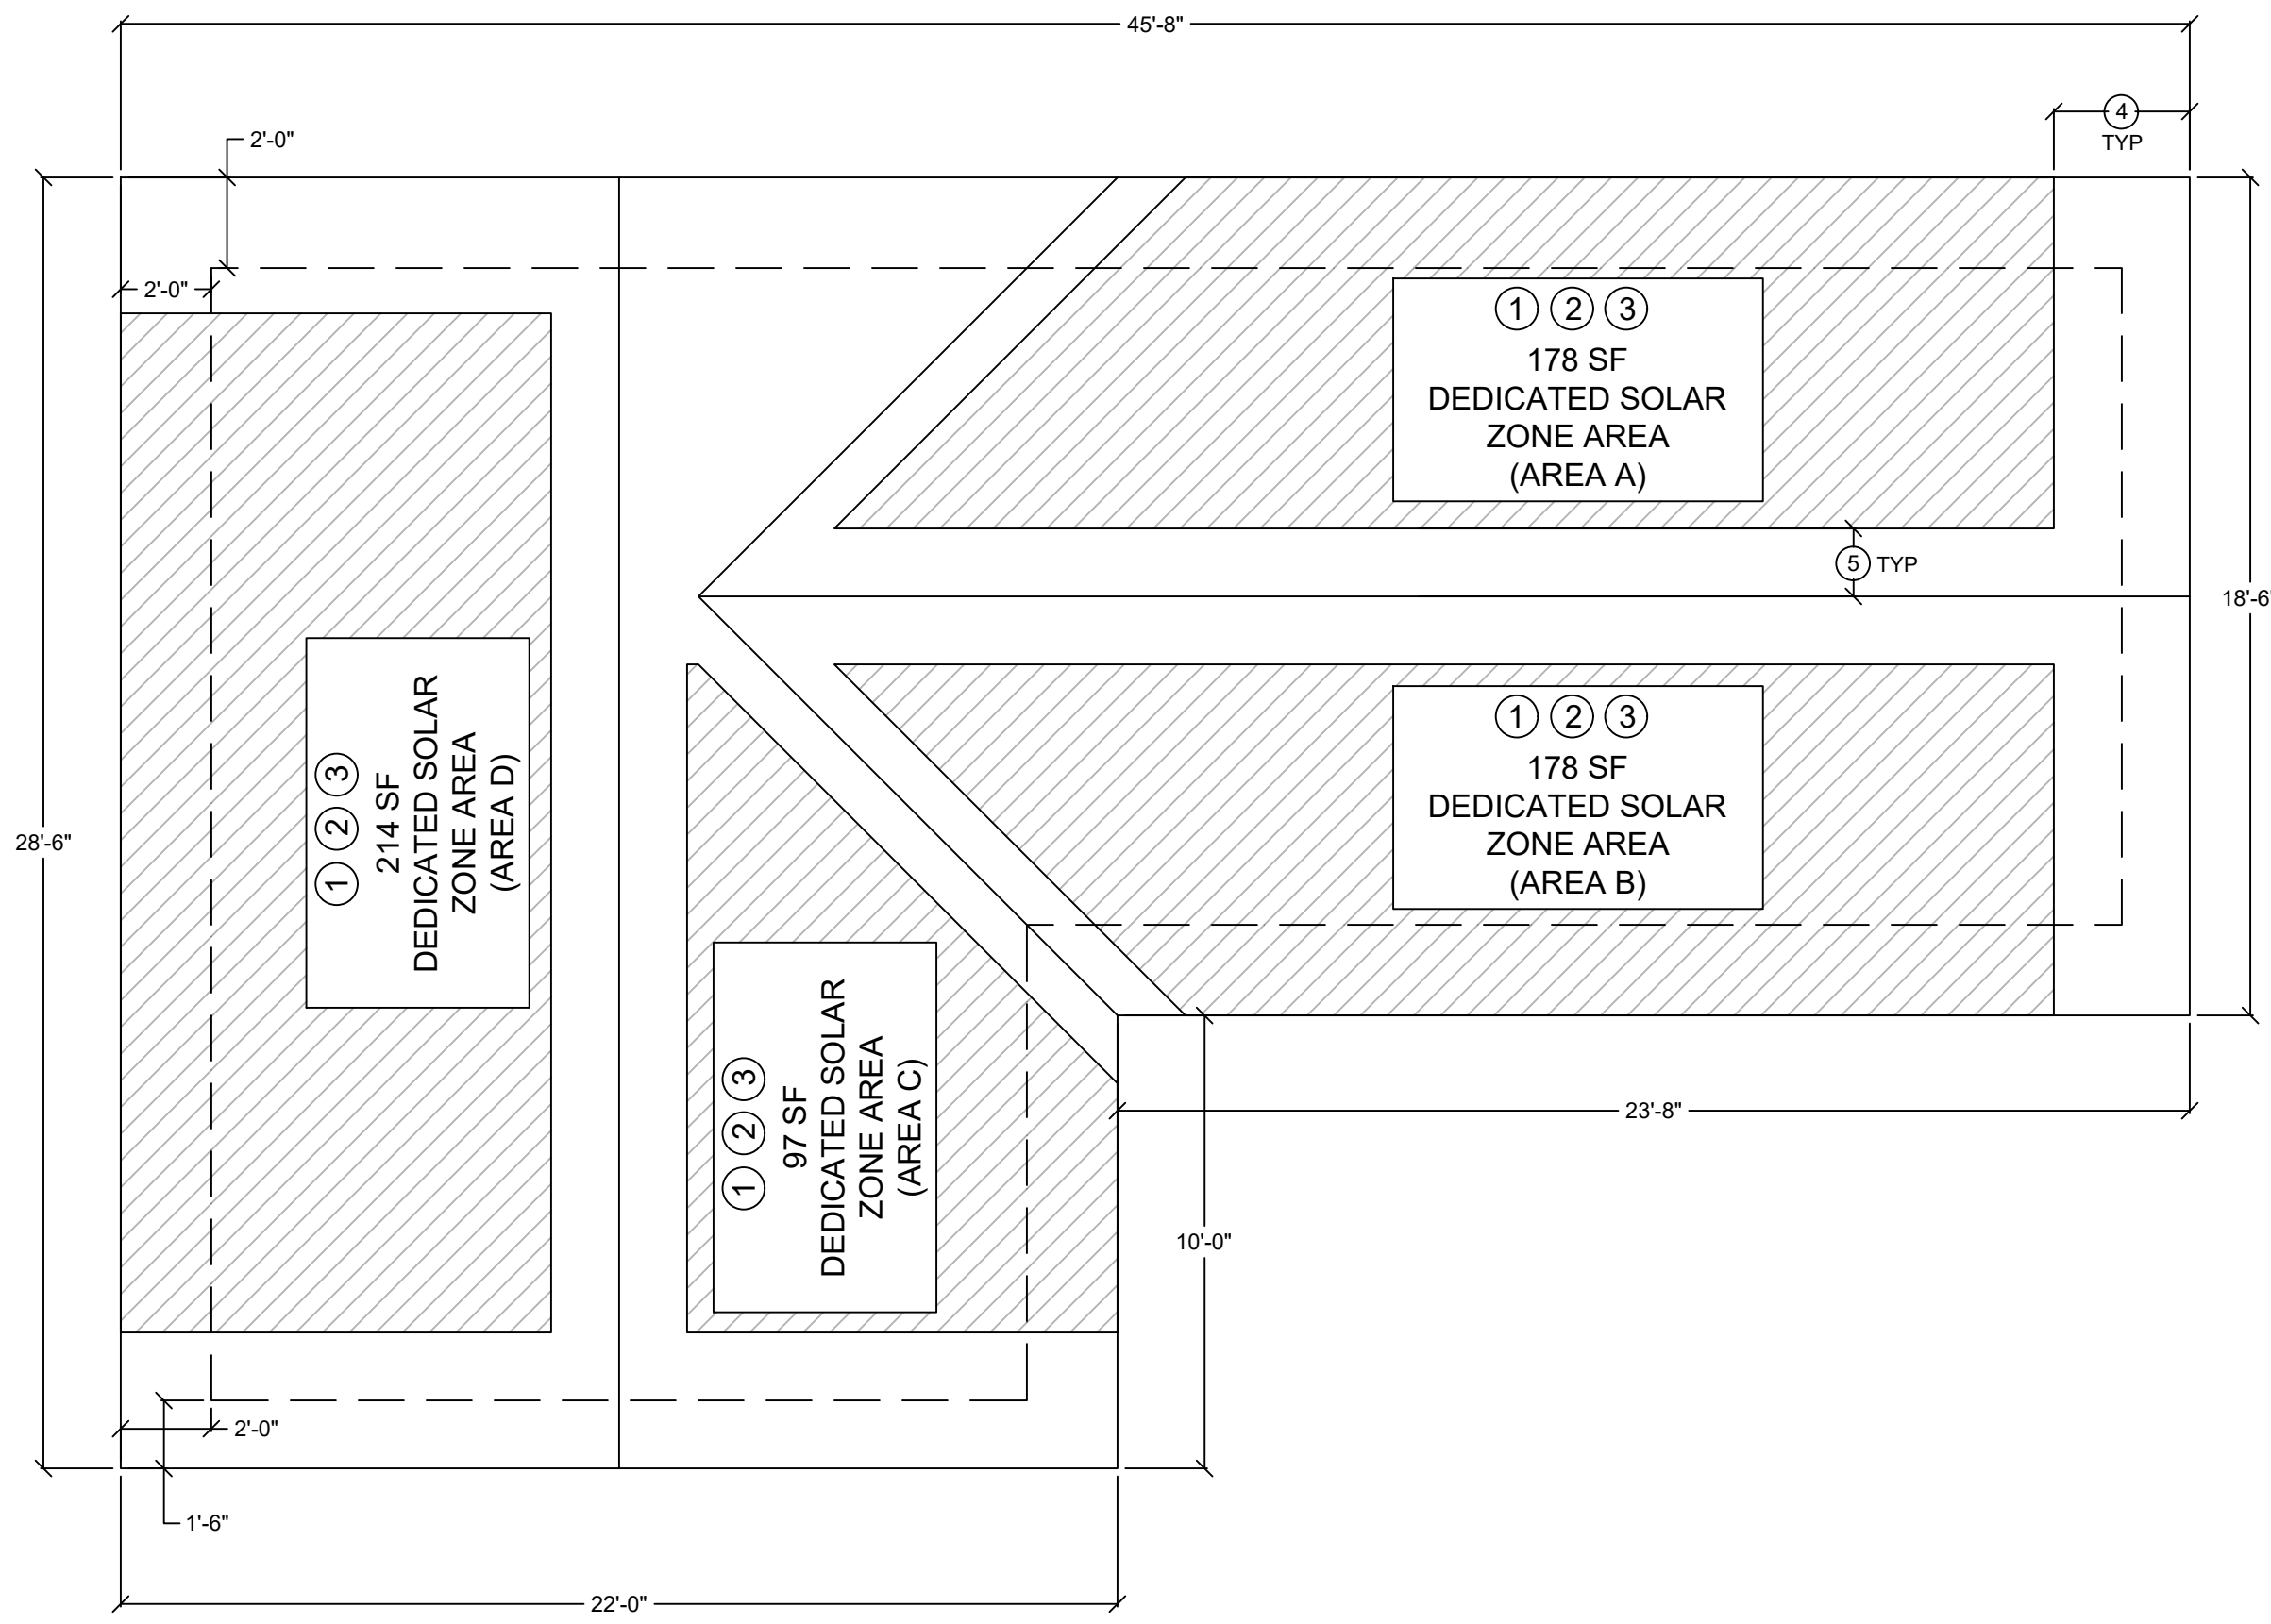 45'-8"
4
TYP
2'-0"
2'-0"
1 2 3
178 SF
DEDICATED SOLAR
ZONE AREA
(AREA A)
5 TYP
18'-6"
1 2 3
178 SF
DEDICATED SOLAR
ZONE AREA
(AREA B)
28'-6"
1 2 3
214 SF
DEDICATED SOLAR
ZONE AREA
(AREA D)
1 2 3
97 SF
DEDICATED SOLAR
ZONE AREA
(AREA C)
23'-8"
10'-0"
2'-0"
1'-6"
22'-0"